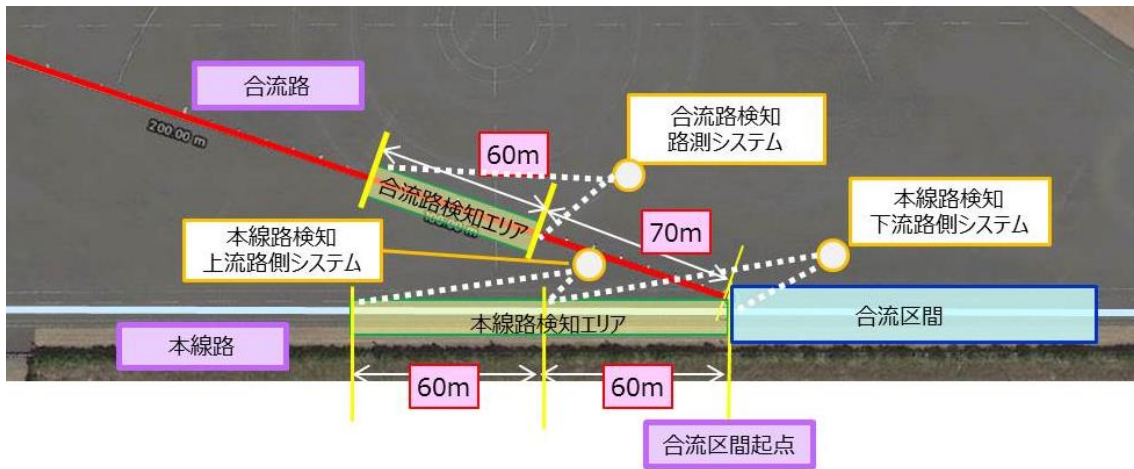 合流路
200.00 m
60m
合流路検知
路測システム
合流路検知エリア
100.00 m
本線路検知
上流路側システム
70m
本線路検知
下流路側システム
本線路検知エリア
合流区間
本線路
60m
60m
合流区間起点